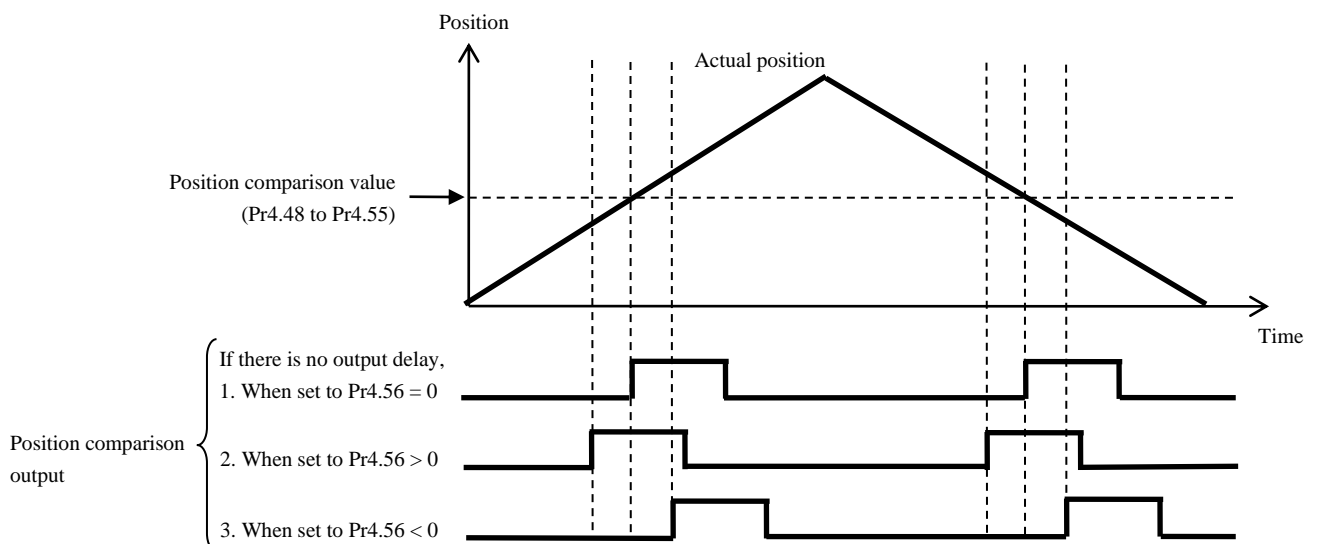 Position
Actual position
Position comparison value
(Pr4.48 to Pr4.55)
Time
If there is no output delay,
1. When set to Pr4.56 = 0
Position comparison
output
2. When set to Pr4.56 > 0
3. When set to Pr4.56 < 0